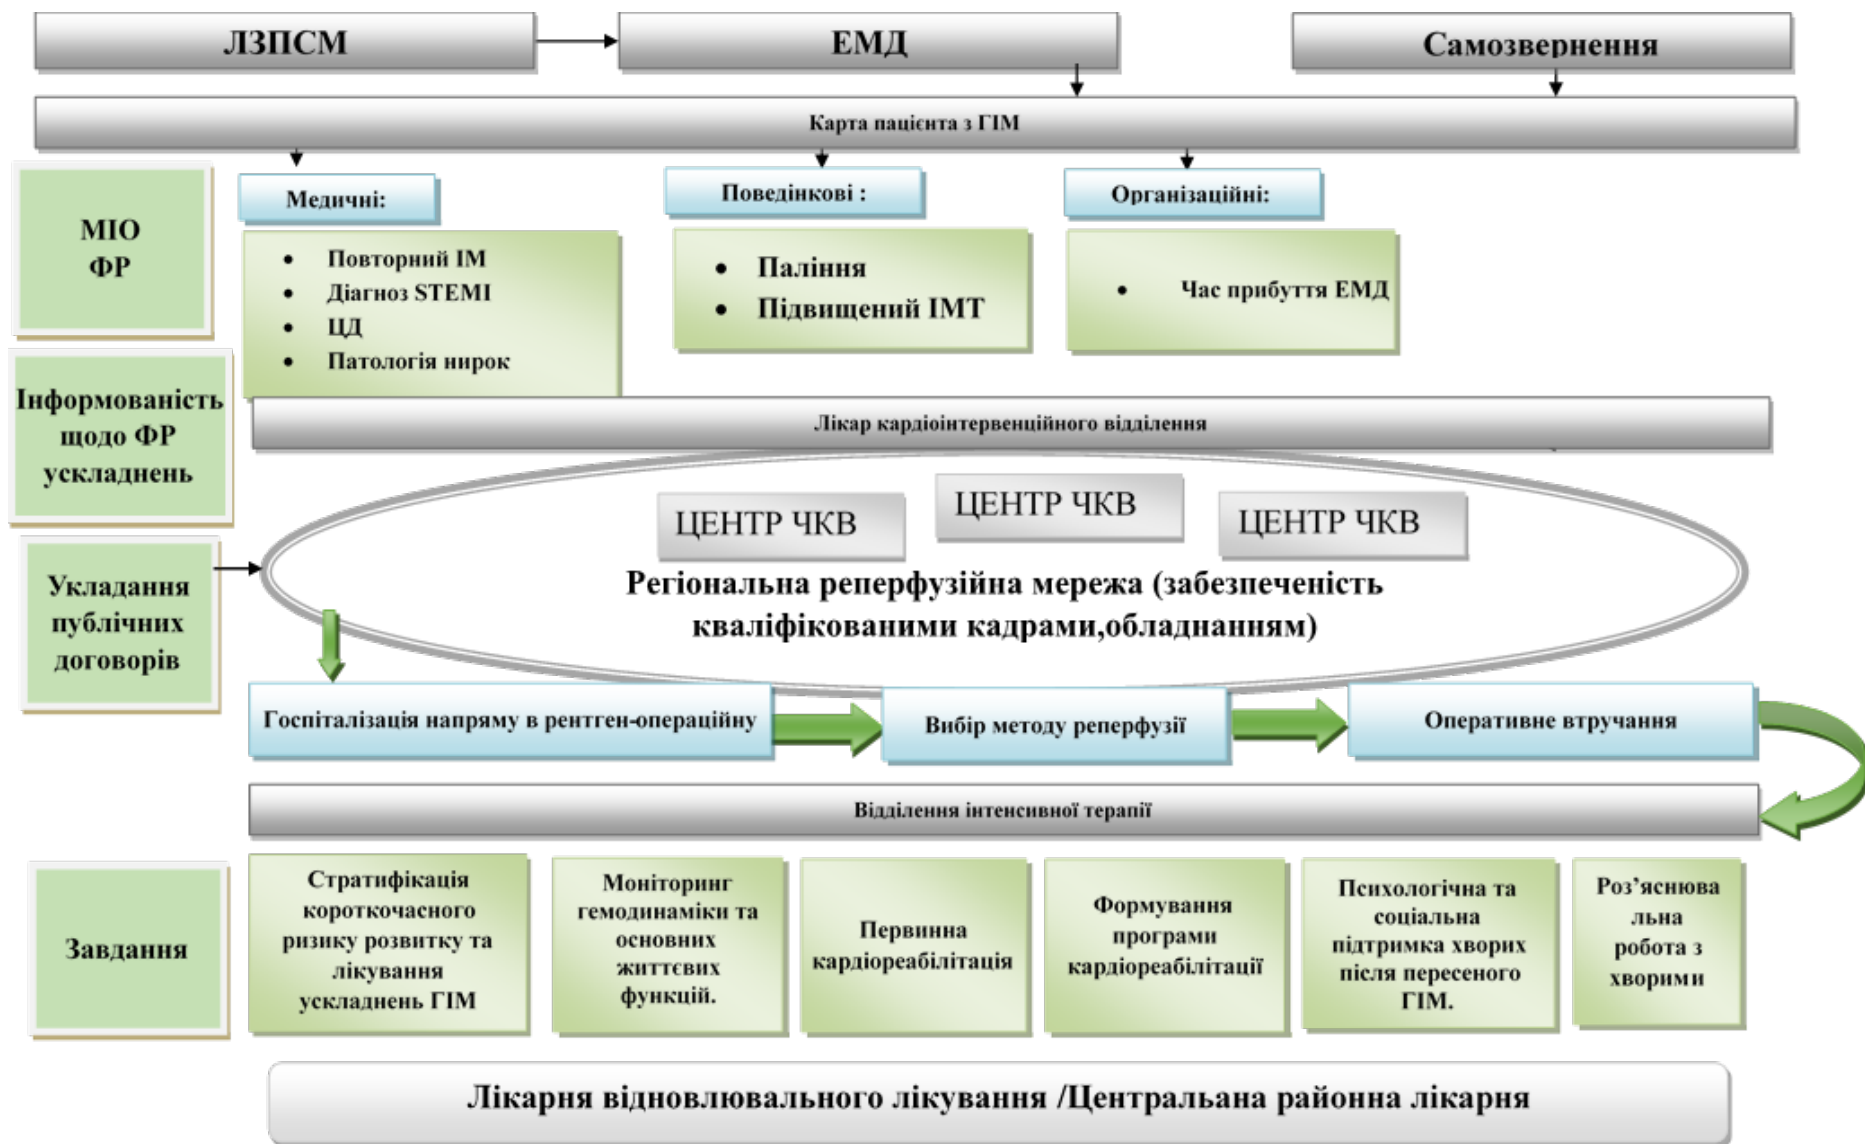 ЛЗПСМ
ЕМД
Самозвернення
Карта пацієнта з ГІМ
МІО
ФР
Медичні:
Поведінкові :
Організаційні:
• Повторний ІМ
• Діагноз STEMI
• ЦД
• Патологія нирок
• Паління
• Підвищений ІМТ
• Час прибуття ЕМД
Інформованість
щодо ФР
ускладнень
Лікар кардіоінтервенційного відділення
ЦЕНТР ЧКВ
ЦЕНТР ЧКВ
ЦЕНТР ЧКВ
Регіональна реперфузійна мережа (забезпеченість
кваліфікованими кадрами,обладнанням)
Укладання
публічних
договорів
Госпіталізація напряму в рентген-операційну
Вибір методу реперфузії
Оперативне втручання
Відділення інтенсивної терапії
Завдання
Стратифікація
короткочасного
ризику розвитку та
лікування
ускладнень ГІМ
Моніторинг
гемодинаміки та
основних
життєвих
функцій.
Первинна
кардіореабілітація
Формування
програми
кардіореабілітації
Психологічна та
соціальна
підтримка хворих
після пересеного
ГІМ.
Роз’яснюва
льна
робота з
хворими
Лікарня відновлювального лікування /Центральана районна лікарня